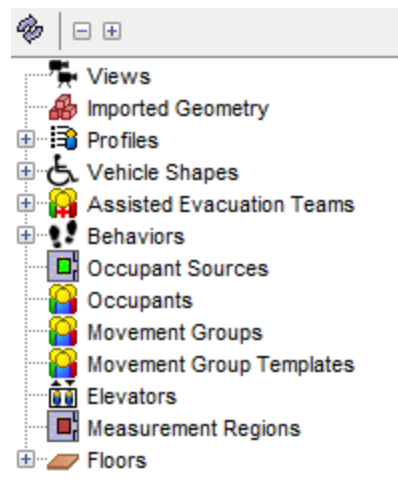 Views
Imported Geometry
Profiles
Vehicle Shapes
Assisted Evacuation Teams
Behaviors
Occupant Sources
Occupants
Movement Groups
Movement Group Templates
Elevators
Measurement Regions
Floors